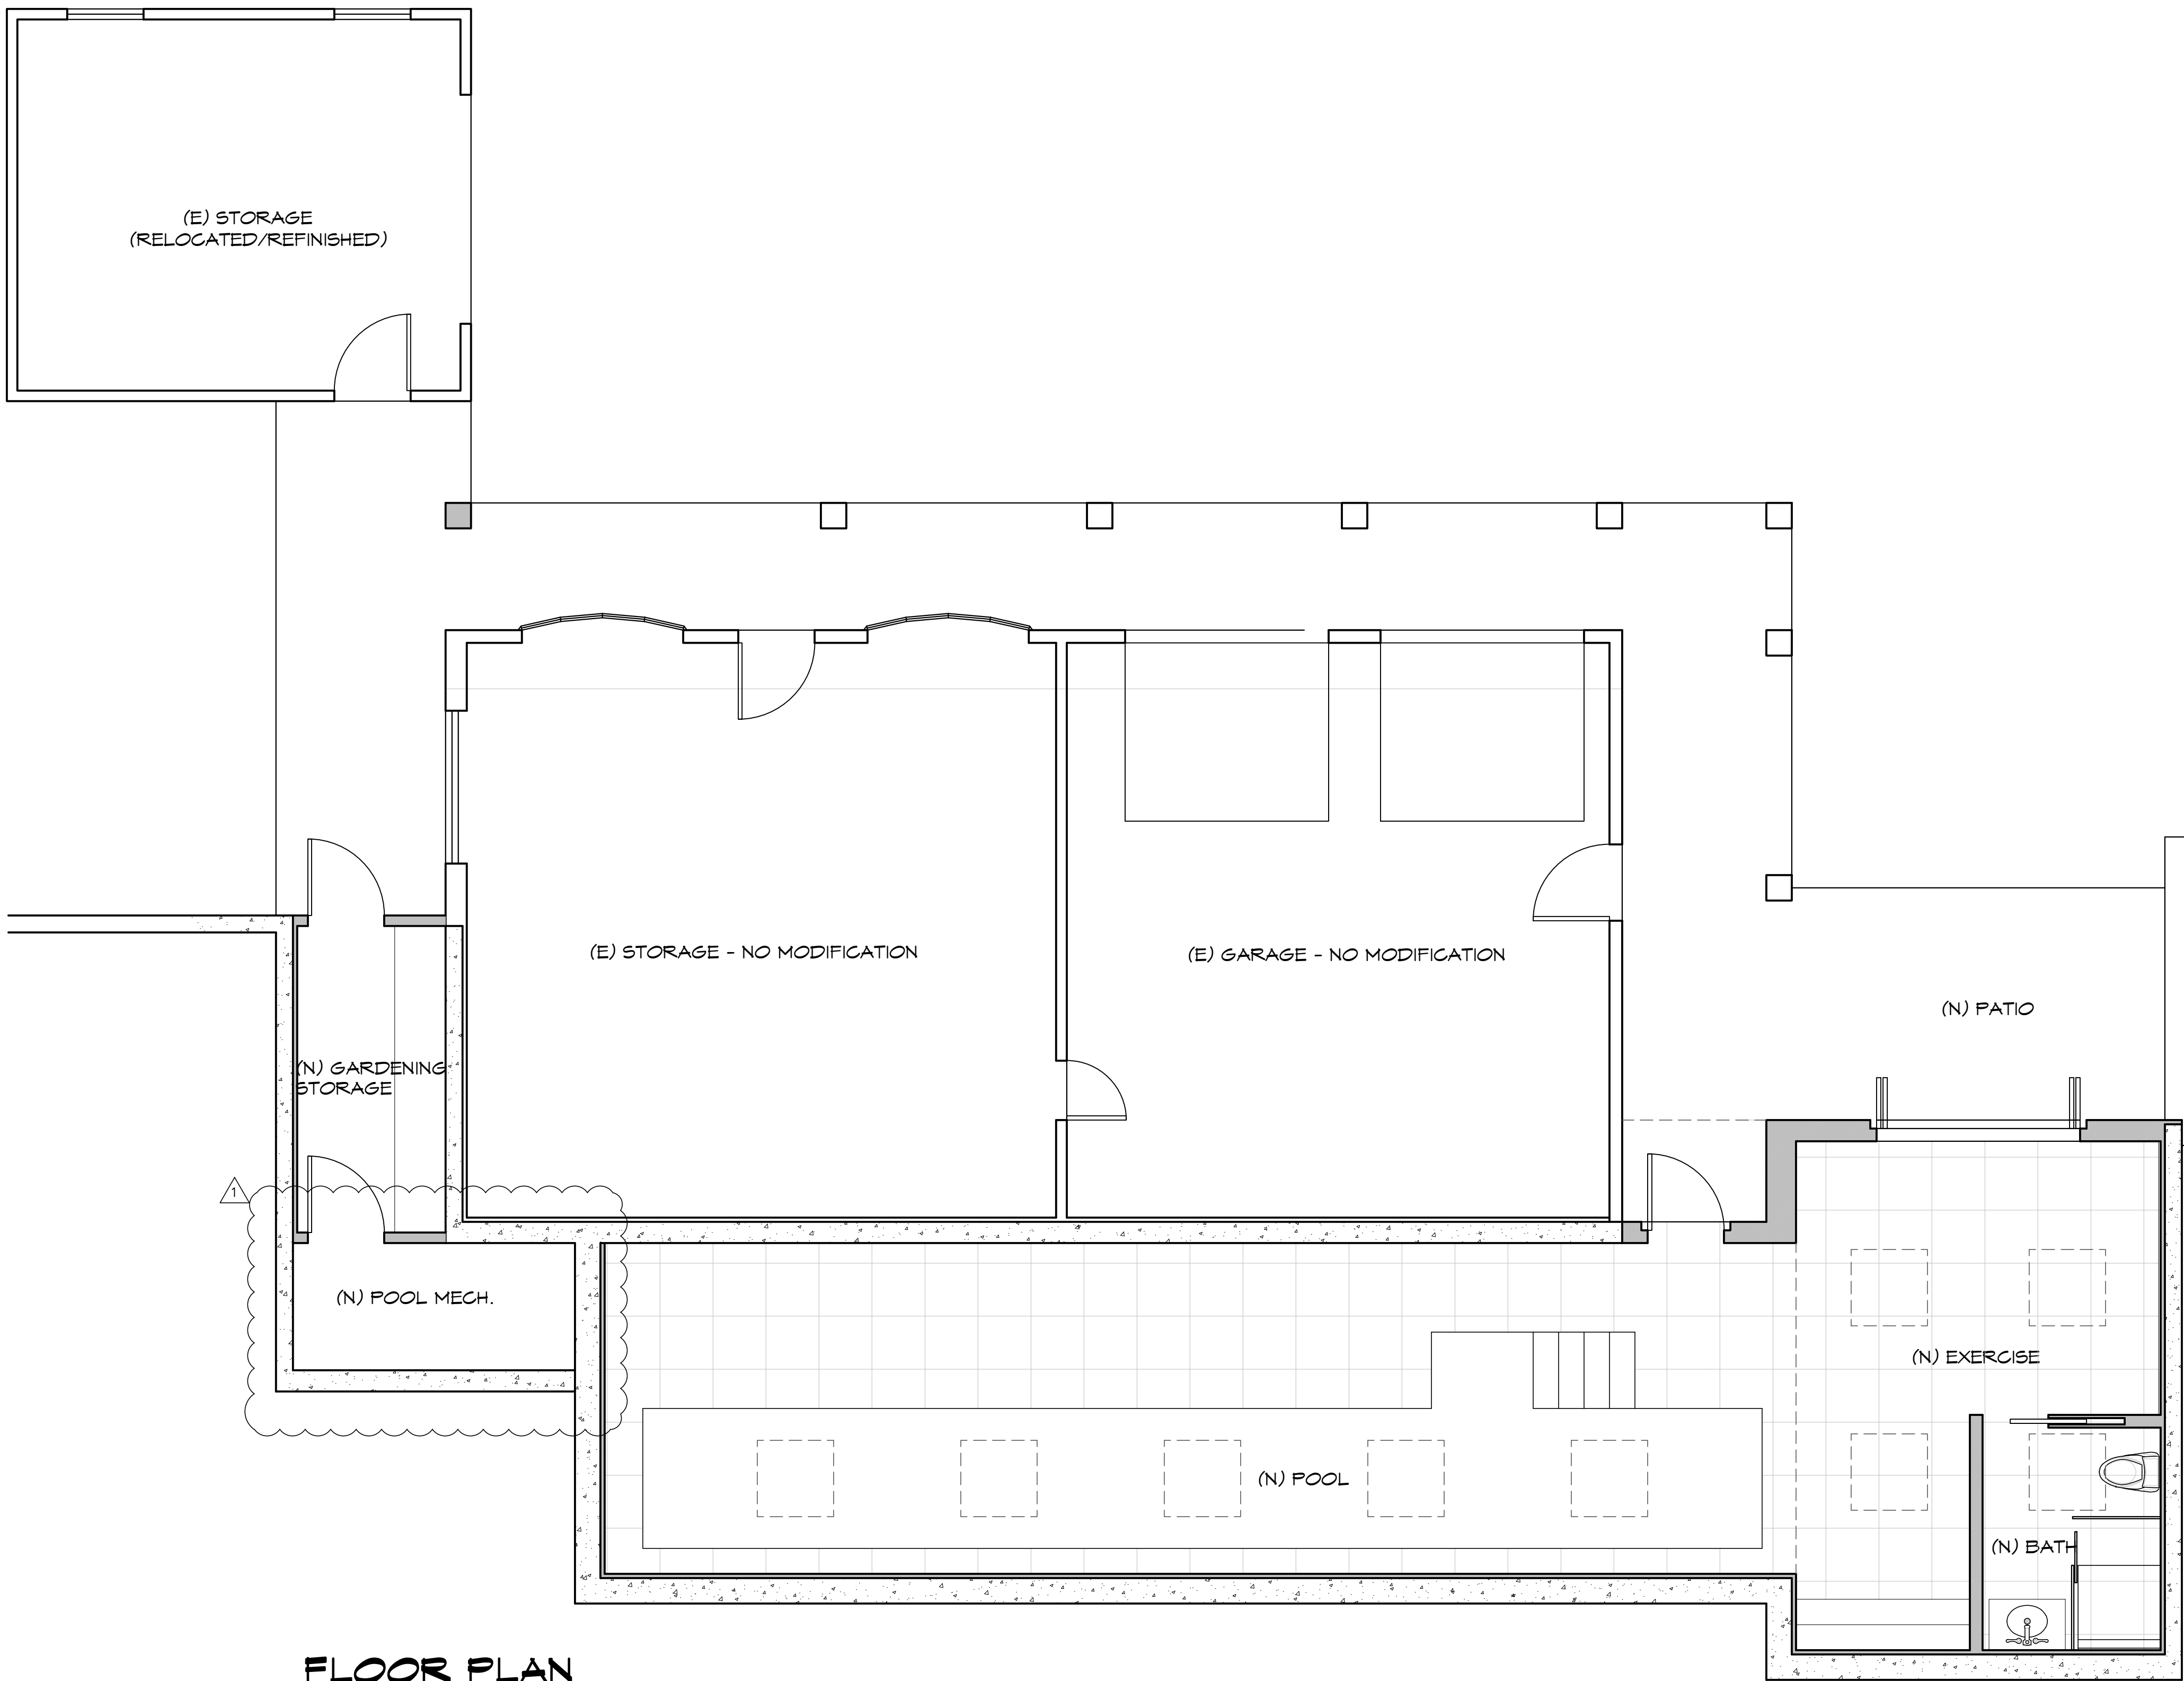 (E) STORAGE
(RELOCATED/REFINISHED)
(E) STORAGE - NO MODIFICATION
(E) GARAGE - NO MODIFICATION
(N) PATIO
(N) GARDENING
STORAGE
1
(N) POOL MECH.
(N) EXERCISE
(N) POOL
(N) BATH
FLOOR PLAN